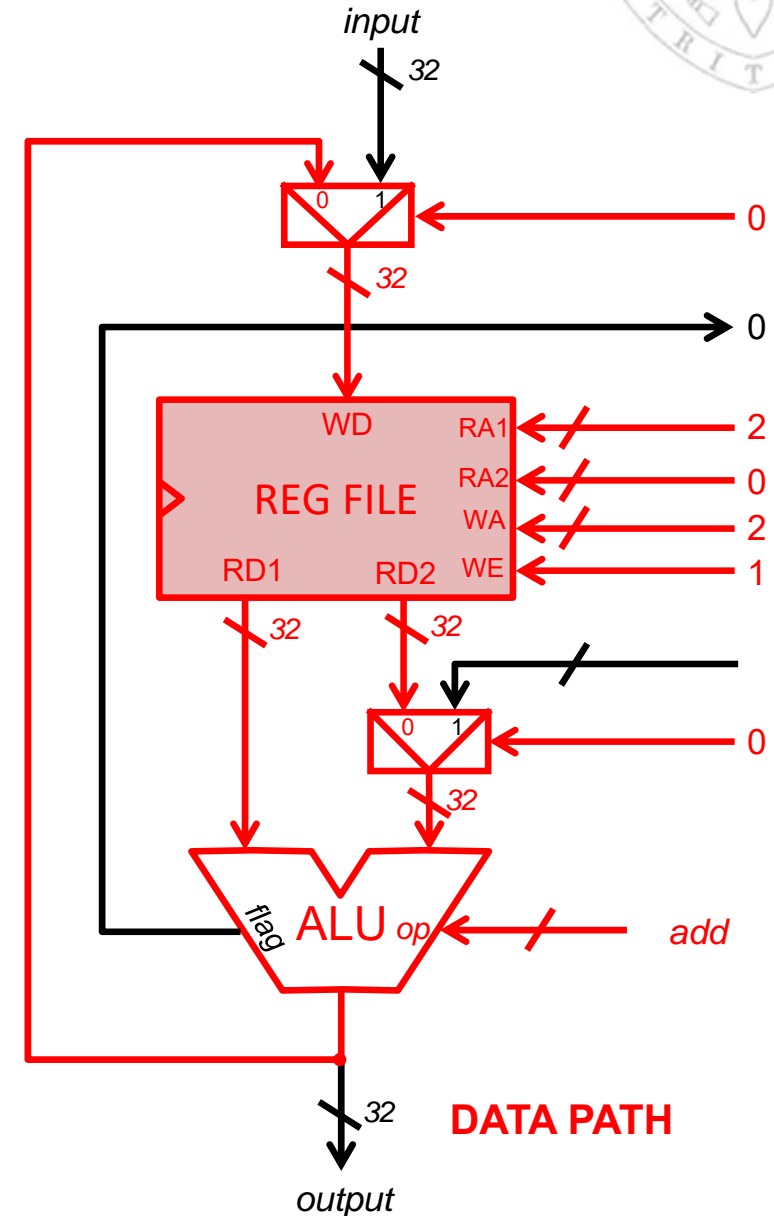 input
32
T R I T
0 1
0
32
0
WD
RA1
2
RA2
0
REG FILE
WA
2
RD1
RD2
WE
1
32
32
0 1
0
32
flag
ALU
op
add
32
DATA PATH
output